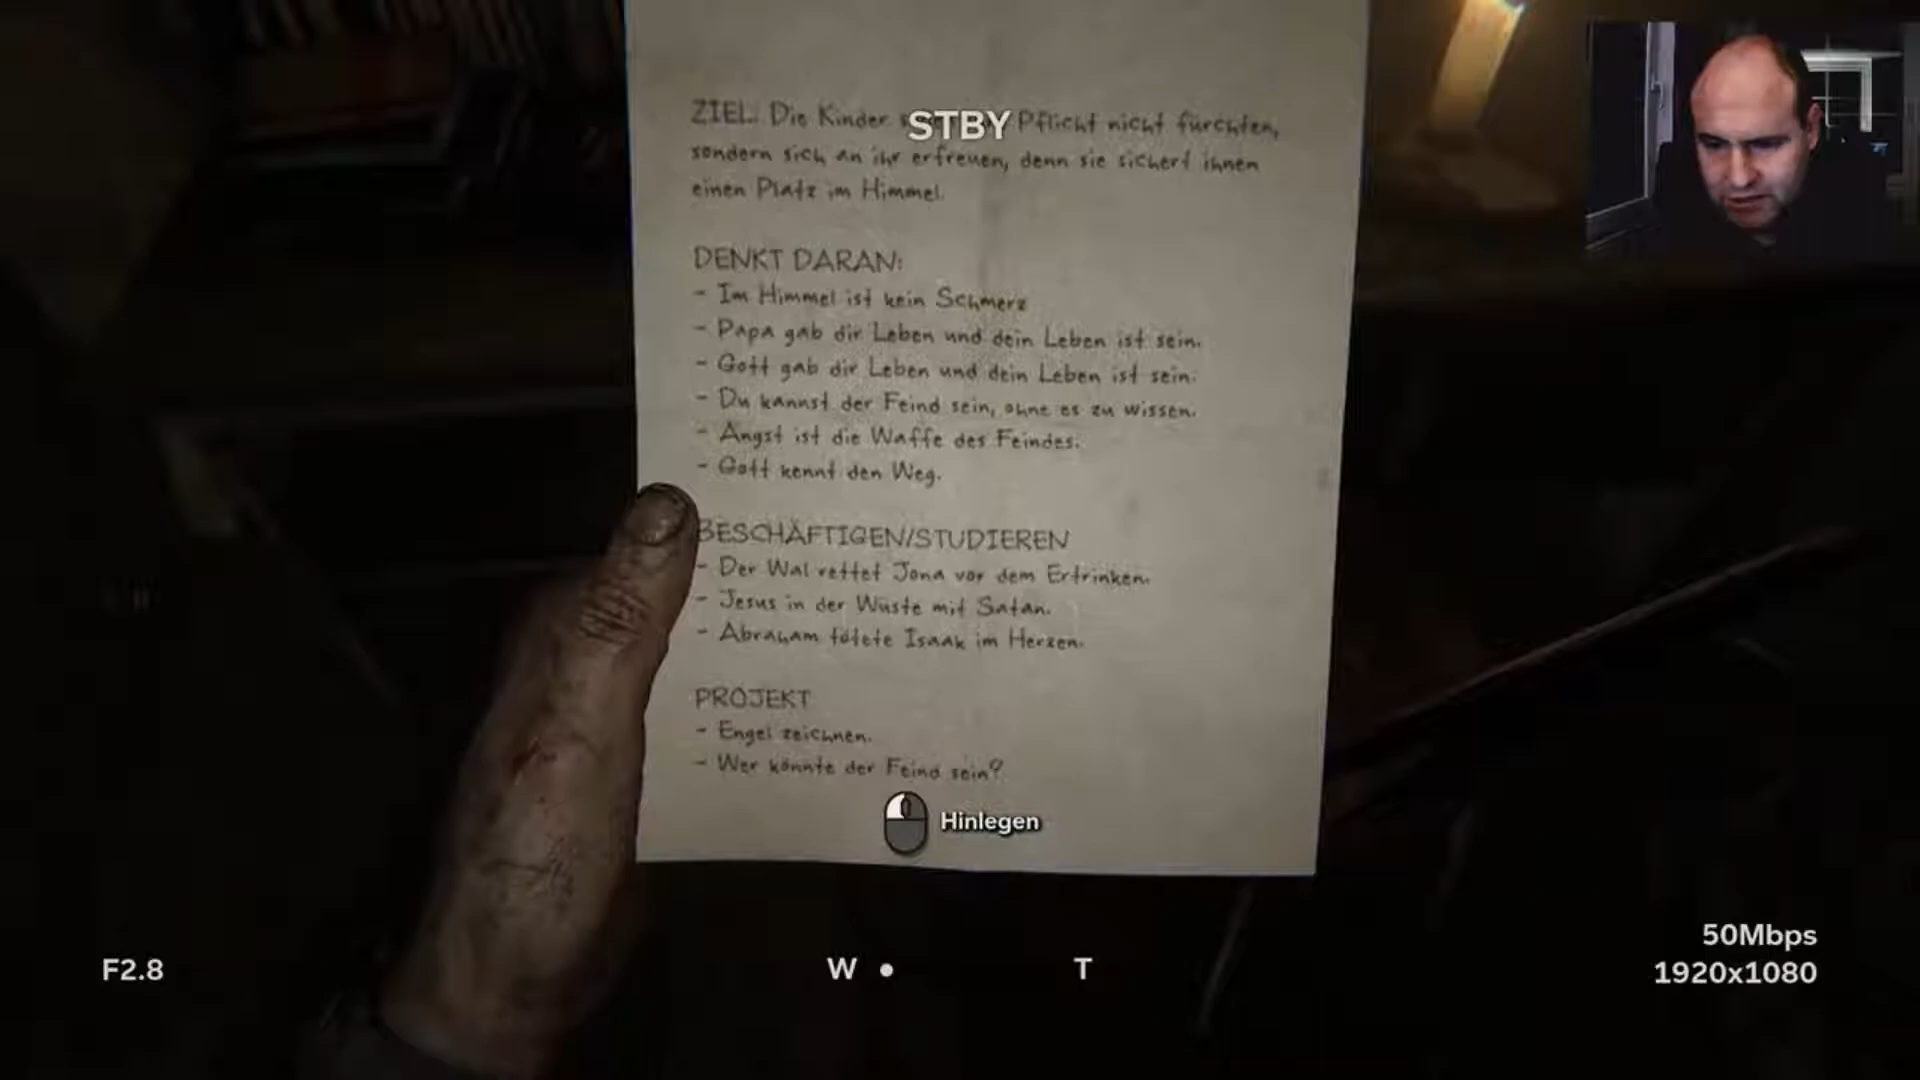 ZIEL: Die Kinder Pflicht nicht fürchten,
STBY
sondern sich an ihr erfreuen, denn sie sichert ihnen
einen Platz im Himmel.
DENKT DARAN:
- Im Himmel ist kein Schmerz
- Papa gab dir Leben und dein Leben ist sein.
- Gott gab dir Leben und dein Leben ist sein.
- Du kannst der Feind sein, ohne es zu wissen.
- Angst ist die Waffe des Feindes.
- Gott kennt den Weg.
BESCHÄFTIGEN/STUDIEREN
- Der Wal rettet Jona vor dem Ertrinken.
- Jesus in der Wüste mit Satan.
- Abraham tötete Isaak im Herzen.
PROJEKT
- Engel zeichnen.
- Wer könnte der Feind sein?
Hinlegen
50Mbps
F2.8 W T 1920x1080